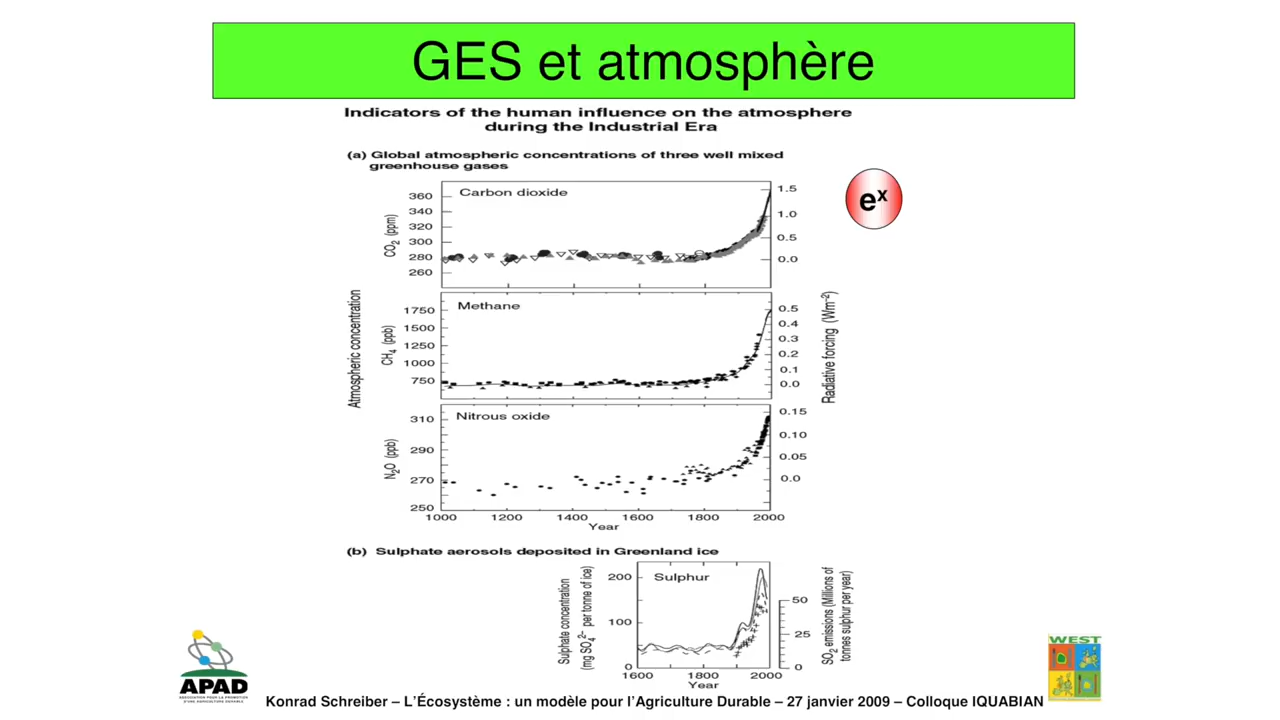 GES et atmosphère
Indicators of the human influence on the atmosphere
during the Industrial Era
(a) Global atmospheric concentrations of three well mixed
greenhouse gases
Carbon dioxide
360
340
320
300
280
260
CO₂ (ppm)
1.5
1.0
0.5
0.0
eˣ
Methane
1750
1500
1250
1000
750
CH₄ (ppb)
0.5
0.4
0.3
0.2
0.1
0.0
Atmospheric concentration
Radiative forcing (Wm⁻²)
Nitrous oxide
310
290
270
250
N₂O (ppb)
0.15
0.10
0.05
0.0
1000 1200 1400 1600 1800 2000
Year
(b) Sulphate aerosols deposited in Greenland ice
Sulphur
200
100
0
Sulphate concentration
(mg SO₄²⁻ per tonne of ice)
50
25
0
SO₂ emissions (Millions of
tonnes sulphur per year)
1600 1800 2000
Year
APAD
ASSOCIATION POUR LA PROMOTION
D'UNE AGRICULTURE DURABLE
WEST
Konrad Schreiber – L'Écosystème : un modèle pour l'Agriculture Durable – 27 janvier 2009 – Colloque IQUABIAN